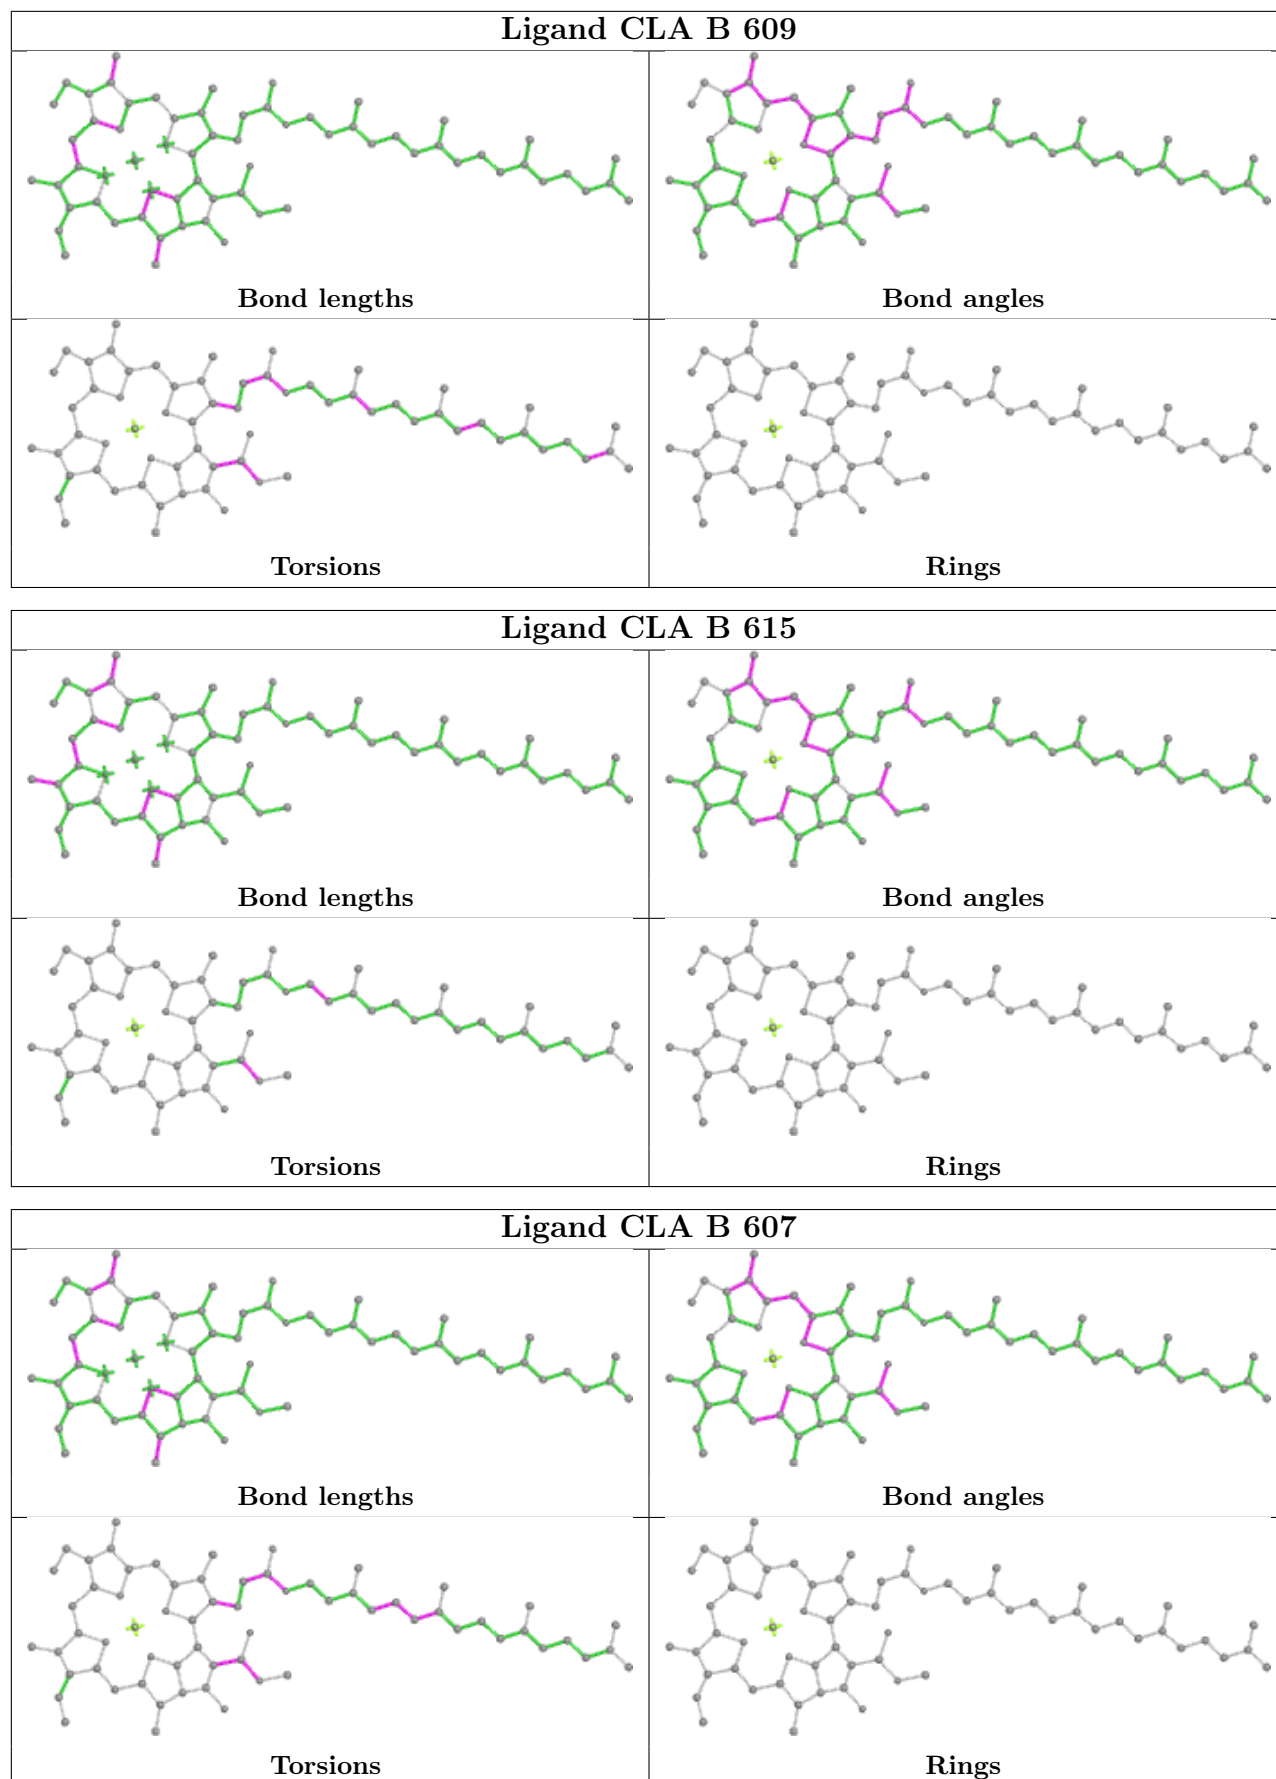 Ligand CLA B 609
Bond lengths
Bond angles
Torsions
Rings
Ligand CLA B 615
Bond lengths
Bond angles
Torsions
Rings
Ligand CLA B 607
Bond lengths
Bond angles
Torsions
Rings